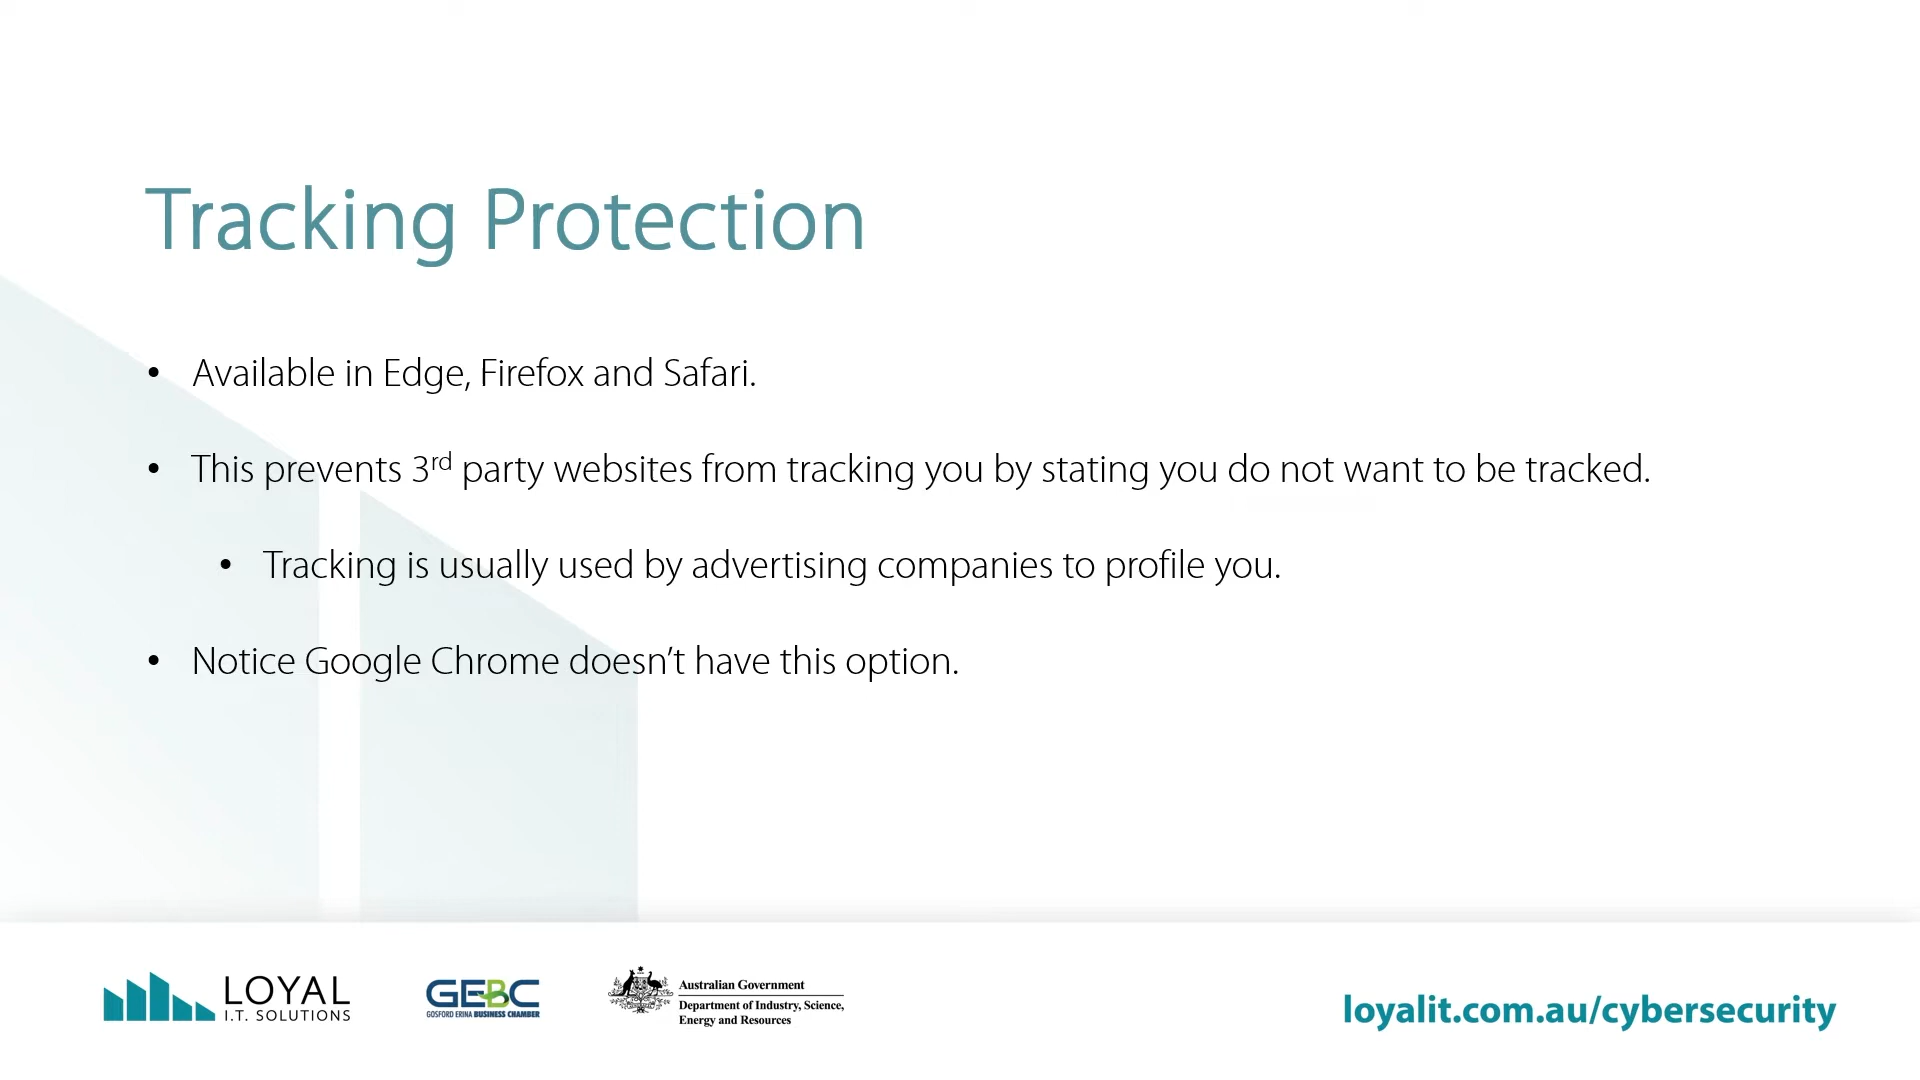 Tracking Protection
• Available in Edge, Firefox and Safari.
• This prevents 3rd party websites from tracking you by stating you do not want to be tracked.
• Tracking is usually used by advertising companies to profile you.
• Notice Google Chrome doesn’t have this option.
LOYAL
I.T. SOLUTIONS
GEBC
GOSFORD ERINA BUSINESS CHAMBER
Australian Government
Department of Industry, Science,
Energy and Resources
loyalit.com.au/cybersecurity